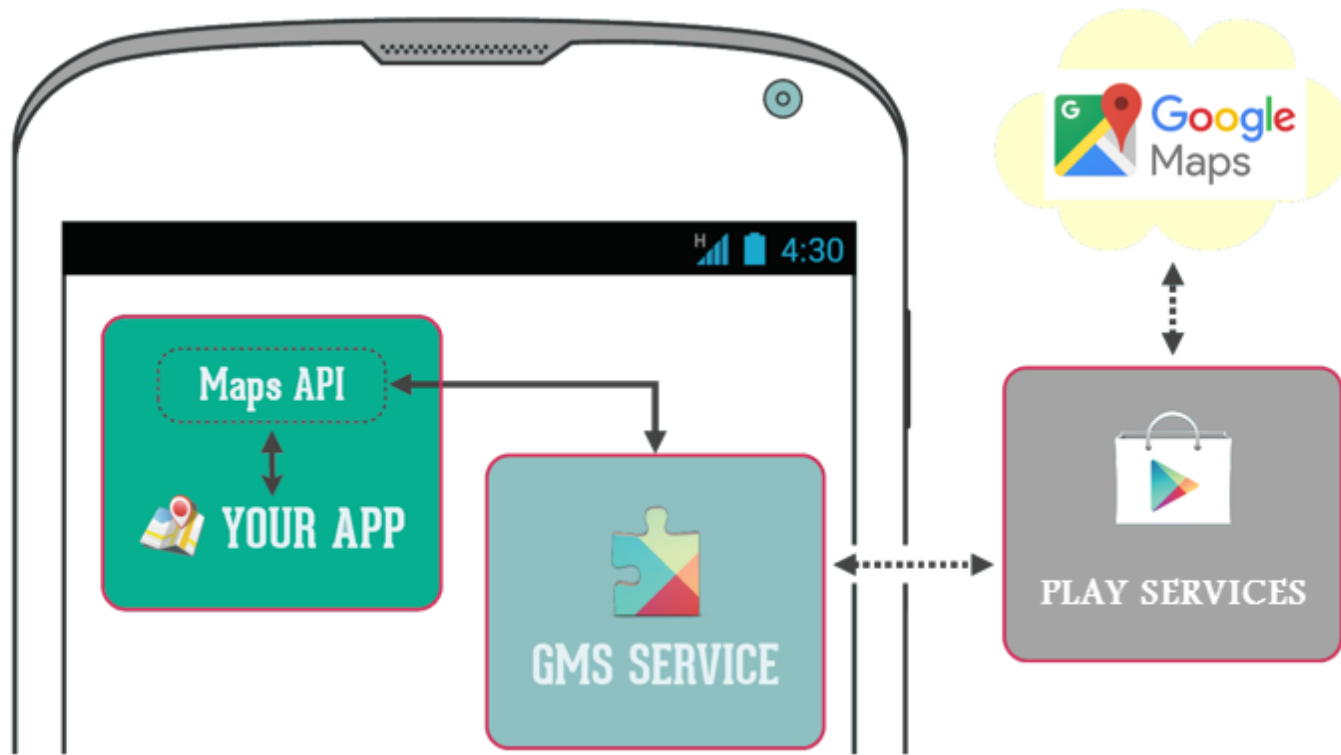 G
Google
Maps
H
4:30
Maps API
YOUR APP
GMS SERVICE
PLAY SERVICES